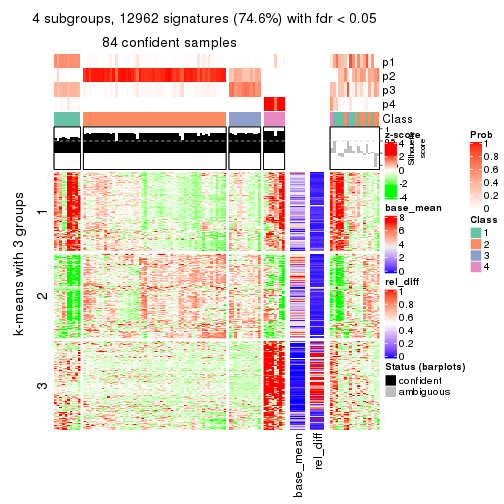 4 subgroups, 12962 signatures (74.6%) with fdr < 0.05
84 confident samples
p1
p2
p3
p4
Class
1
Silhouette
score
k-means with 3 groups
1
2
3
base_mean
rel_diff
z-score
4
2
0
-2
-4
base_mean
8
6
4
2
0
rel_diff
1
0.8
0.6
0.4
0.2
0
Status (barplots)
confident
ambiguous
Prob
1
0.8
0.6
0.4
0.2
0
Class
1
2
3
4